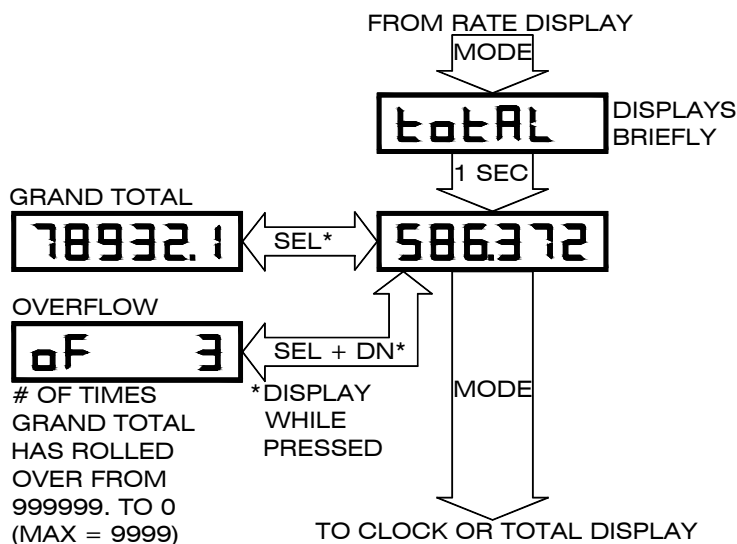 FROM RATE DISPLAY
MODE
totAL
DISPLAYS
BRIEFLY
1 SEC
GRAND TOTAL
78932.1
SEL*
586.372
OVERFLOW
oF 3
SEL + DN*
# OF TIMES
GRAND TOTAL
HAS ROLLED
OVER FROM
999999. TO 0
(MAX = 9999)
*DISPLAY
WHILE
PRESSED
MODE
TO CLOCK OR TOTAL DISPLAY